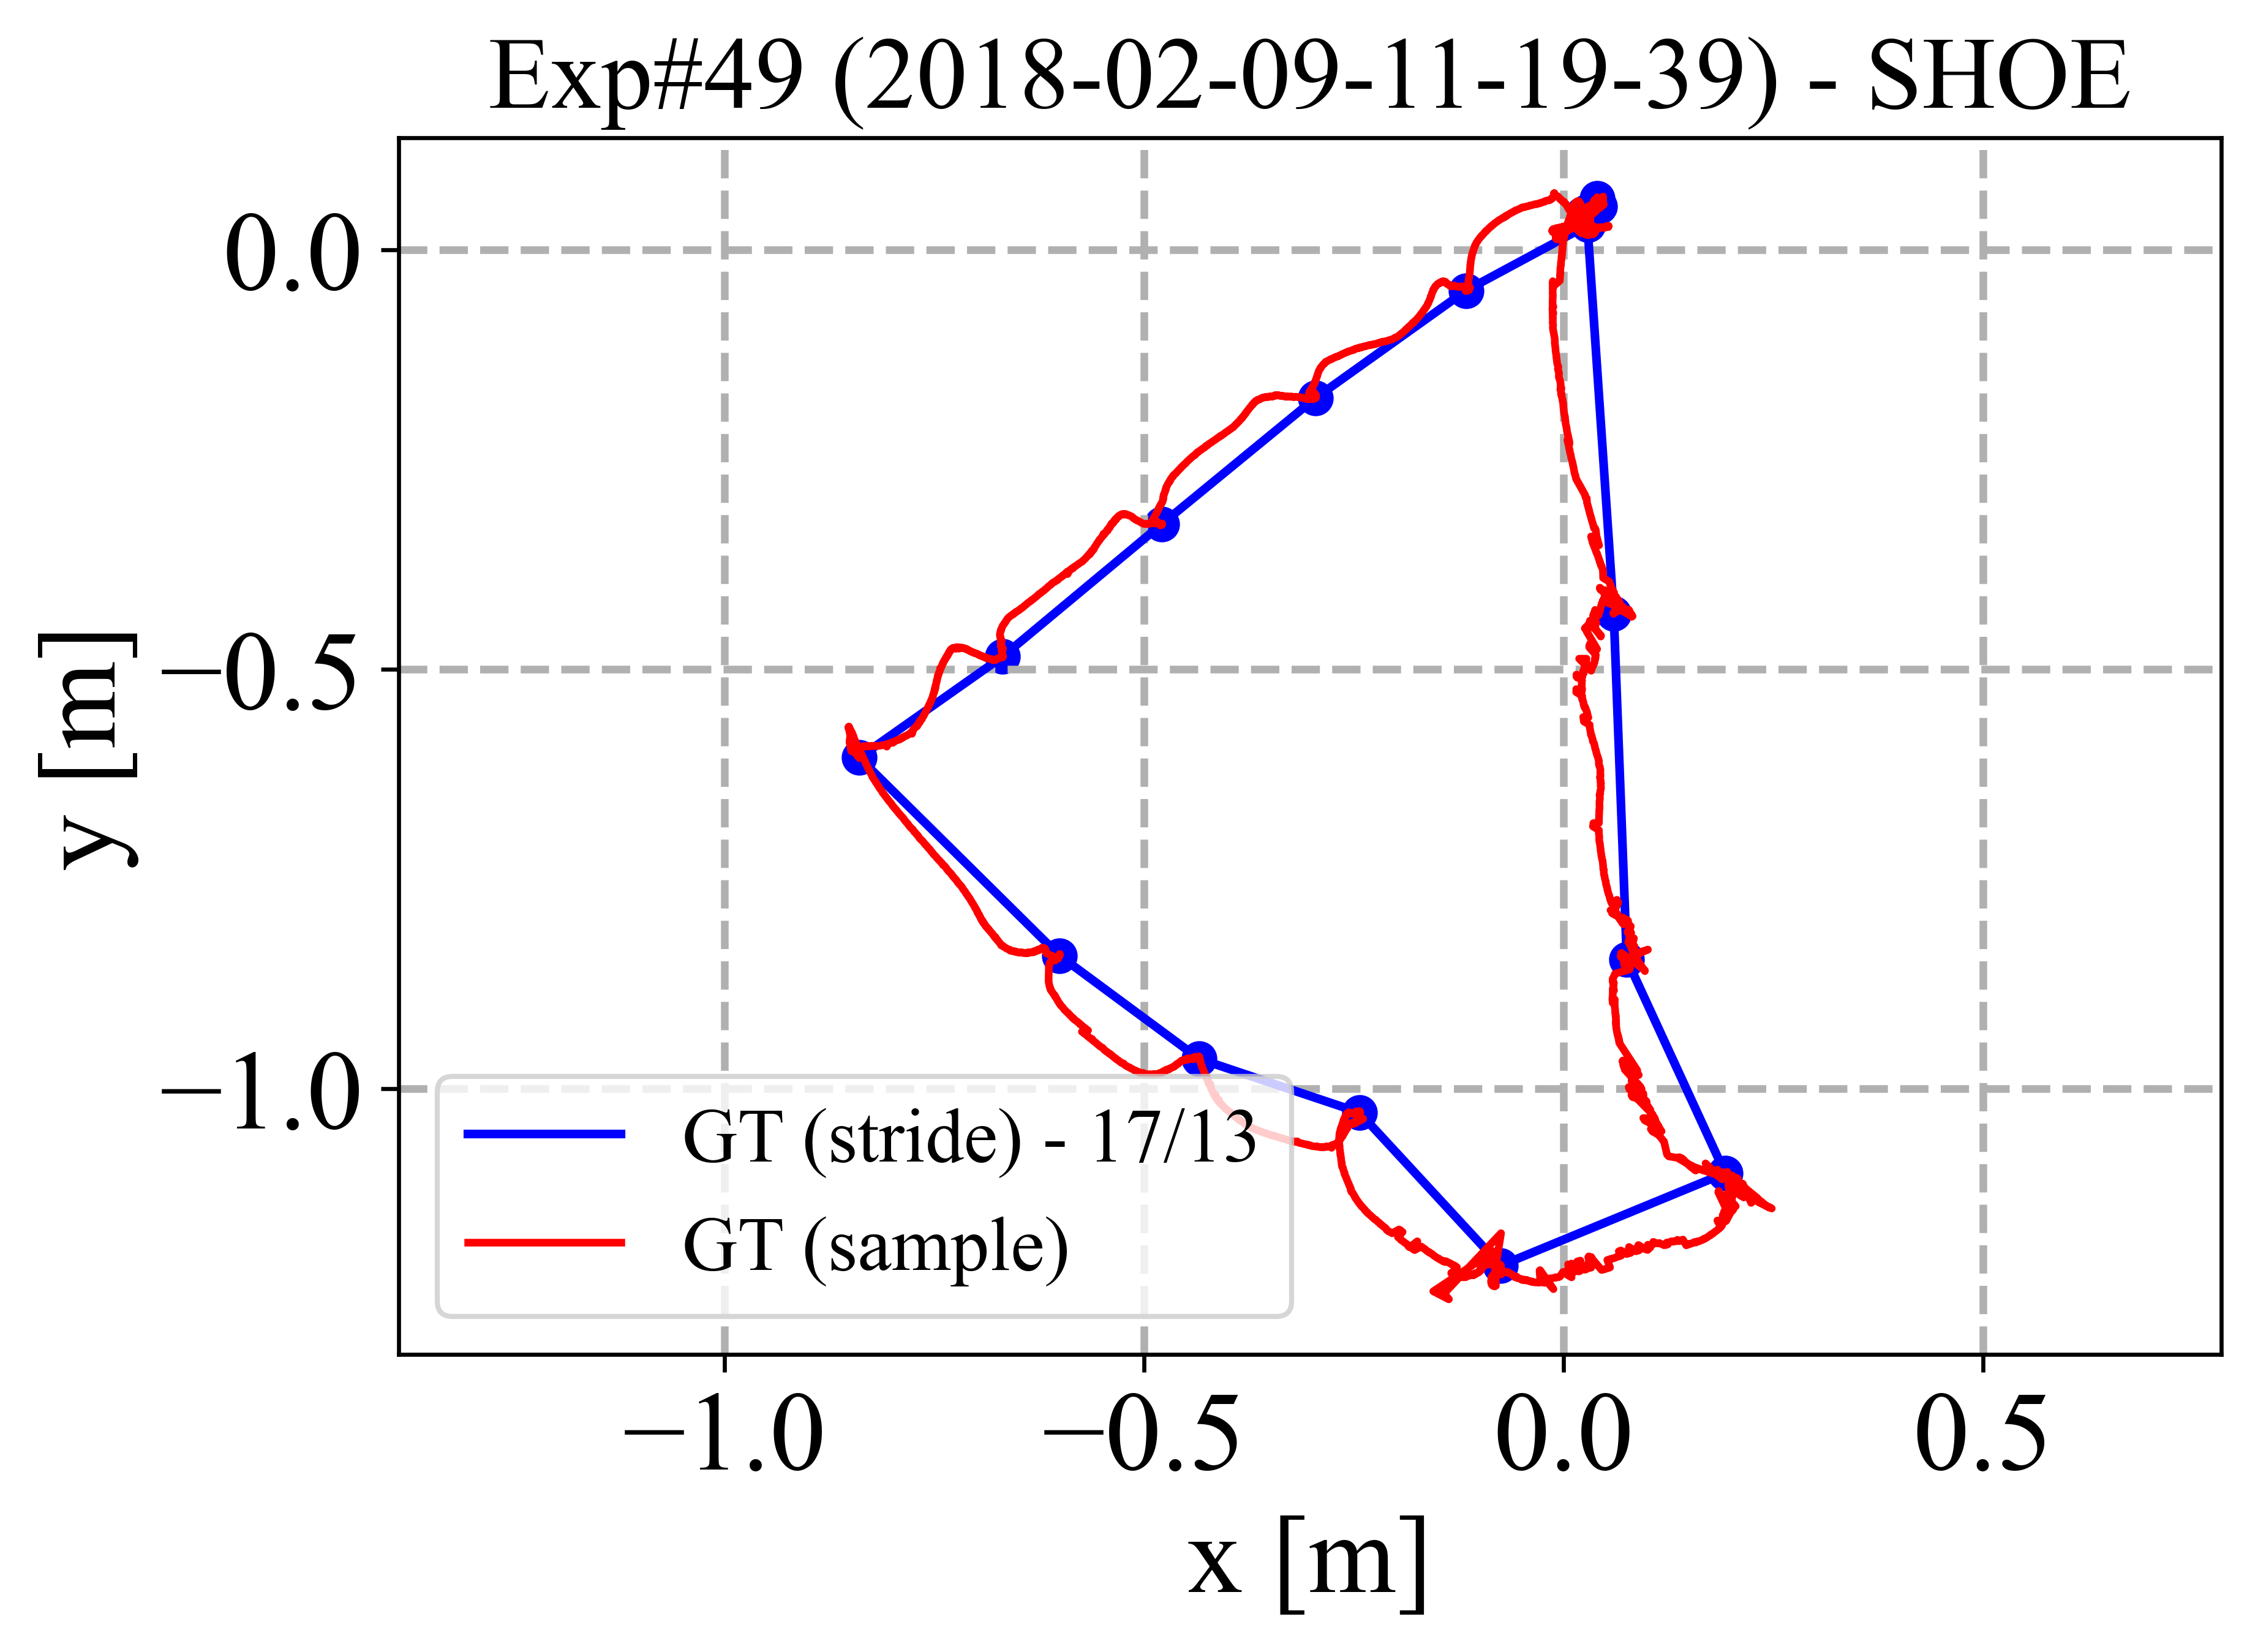 Exp#49 (2018-02-09-11-19-39) - SHOE
0.0
−0.5
−1.0
y [m]
GT (stride) - 17/13
GT (sample)
−1.0
−0.5
0.0
0.5
x [m]